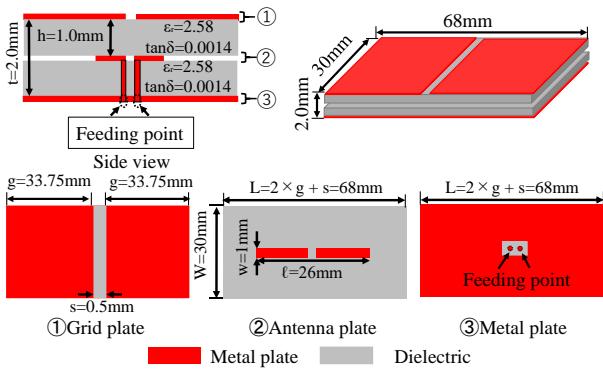 ①
h=1.0mm
εr=2.58
tanδ=0.0014
t=2.0mm
②
εr=2.58
tanδ=0.0014
③
Feeding point
Side view
68mm
30mm
2.0mm
g=33.75mm
g=33.75mm
s=0.5mm
①Grid plate
L=2×g + s=68mm
W=30mm
w=1mm
ℓ=26mm
②Antenna plate
L=2×g + s=68mm
Feeding point
③Metal plate
Metal plate
Dielectric